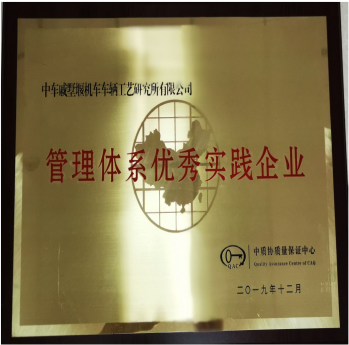 中车戚墅堰机车车辆工艺研究所有限公司
管理体系优秀实践企业
QAC
中质协质量保证中心
Quality Assurance Center of CAQ
二〇一九年十二月